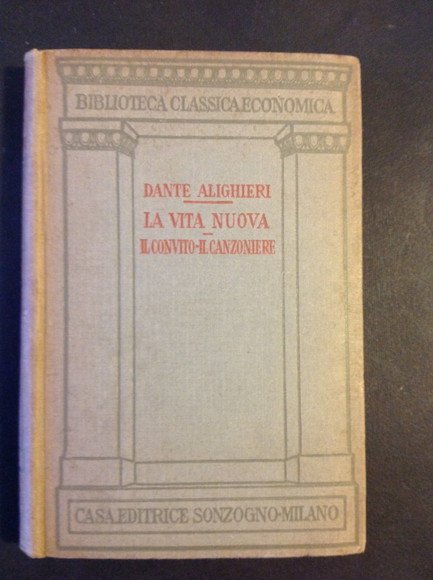 BIBLIOTECA CLASSICA ECONOMICA
DANTE ALIGHIERI
LA VITA NUOVA
IL CONVITO-IL CANZONIERE
CASA EDITRICE SONZOGNO-MILANO